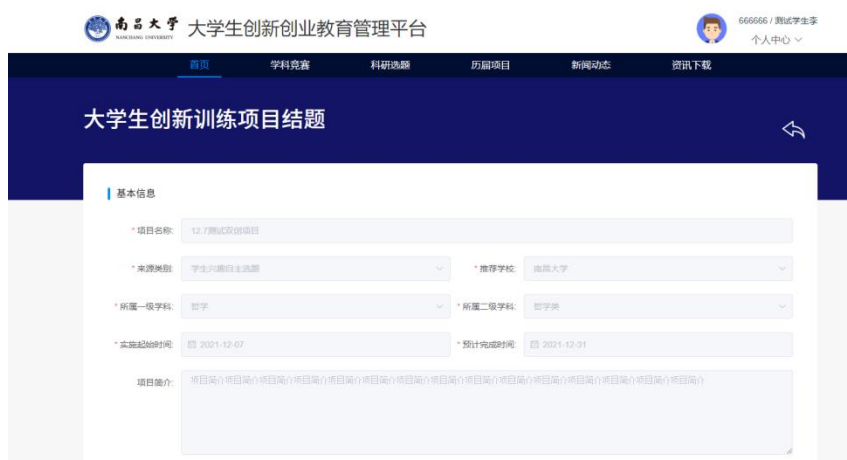 南昌大学 大学生创新创业教育管理平台
NANCHANG UNIVERSITY
666666 / 测试学生李
个人中心
首页 学科竞赛 科研选题 历届项目 新闻动态 资讯下载
大学生创新训练项目结题
基本信息
* 项目名称: 12.7测试双创项目
* 来源类别: 学生兴趣自主选题 * 推荐学校: 南昌大学
* 所属一级学科: 哲学 * 所属二级学科: 哲学类
* 实施起始时间: 2021-12-07 * 预计完成时间: 2021-12-31
项目简介: 项目简介项目简介项目简介项目简介项目简介项目简介项目简介项目简介项目简介项目简介项目简介项目简介项目简介